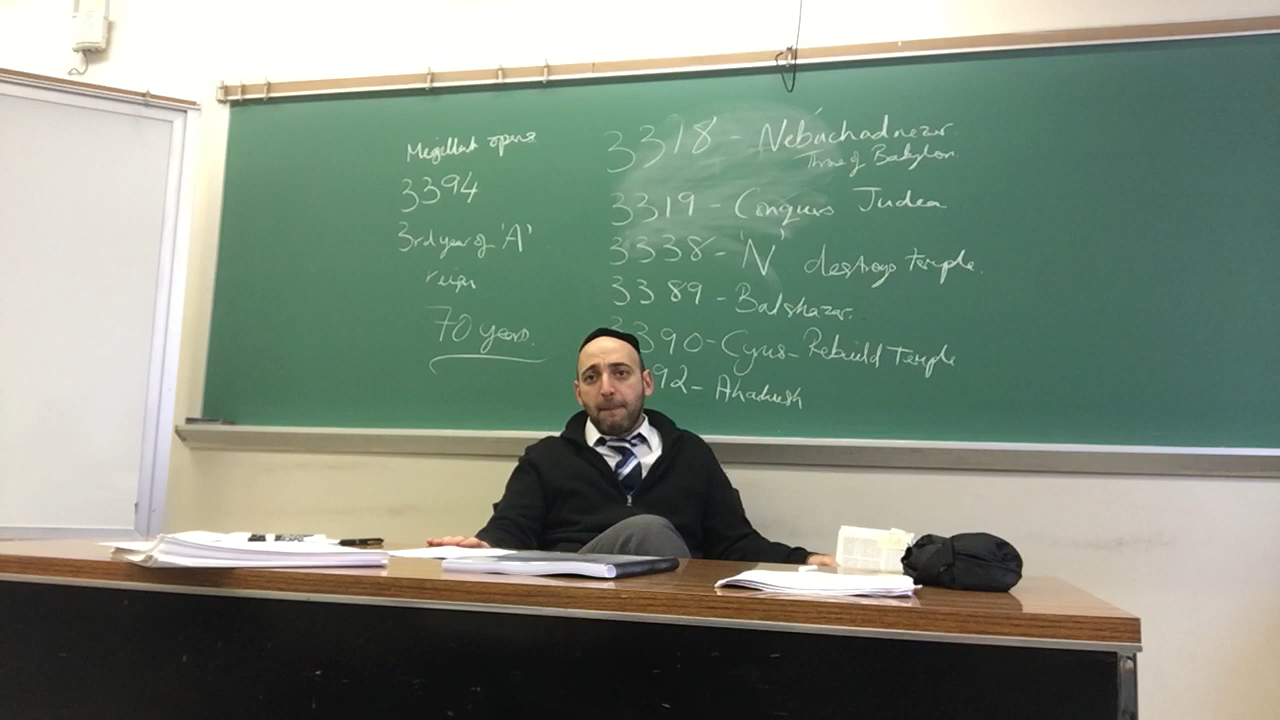 Megillah opens
3394
3rd year of 'A'
reign
70 years.
3318 - Nebuchadnezar
Throne of Babylon.
3319 - Conquers Judea
3338 - 'N' destroys temple.
3389 - Balshazar.
3390 - Cyrus - Rebuild Temple
92 -